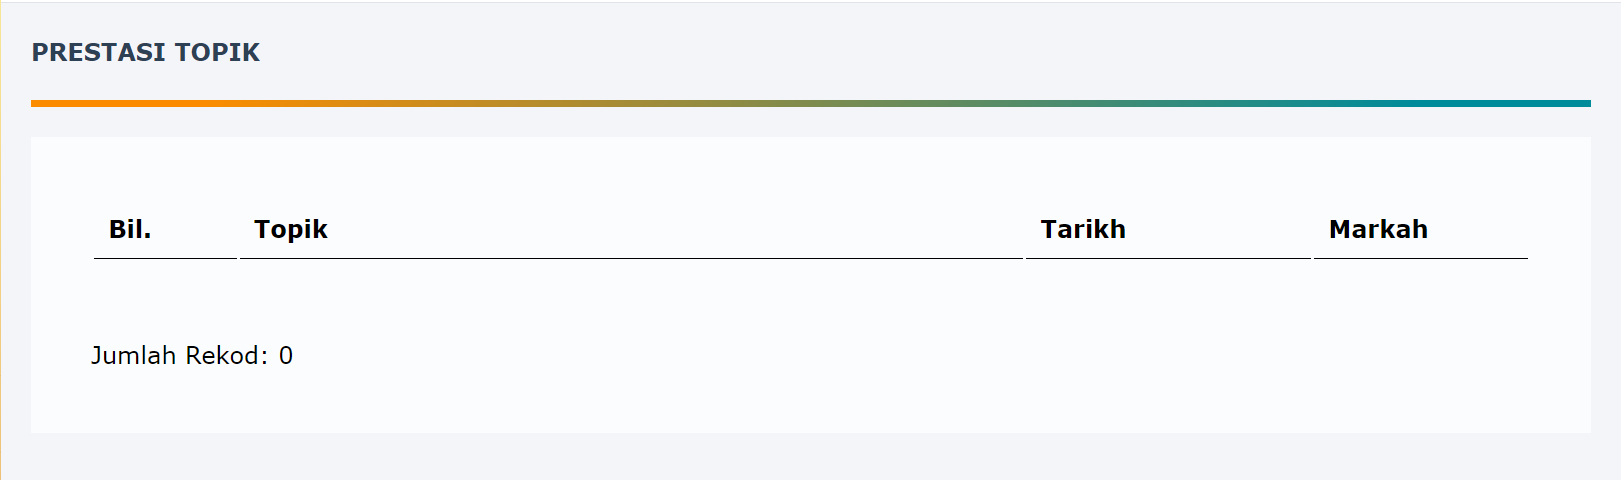 PRESTASI TOPIK
Bil. Topik Tarikh Markah
Jumlah Rekod: 0